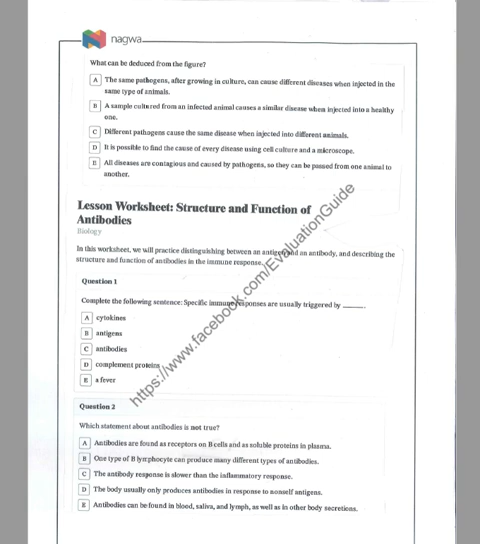 nagwa
What can be deduced from the figure?
A The same pathogens, after growing in culture, can cause different diseases when injected in the
same type of animals.
B A sample cultured from an infected animal causes a similar disease when injected into a healthy
one.
C Different pathogens cause the same disease when injected into different animals.
D It is possible to find the cause of every disease using cell culture and a microscope.
E All diseases are contagious and caused by pathogens, so they can be passed from one animal to
another.
Lesson Worksheet: Structure and Function of
Antibodies
Biology
In this worksheet, we will practice distinguishing between an antigen and an antibody, and describing the
structure and function of antibodies in the immune response.
Question 1
Complete the following sentence: Specific immune responses are usually triggered by ______.
A cytokines
B antigens
C antibodies
D complement proteins
E a fever
Question 2
Which statement about antibodies is not true?
A Antibodies are found as receptors on B cells and as soluble proteins in plasma.
B One type of B lymphocyte can produce many different types of antibodies.
C The antibody response is slower than the inflammatory response.
D The body usually only produces antibodies in response to nonself antigens.
E Antibodies can be found in blood, saliva, and lymph, as well as in other body secretions.
https://www.facebook.com/EvaluationGuide